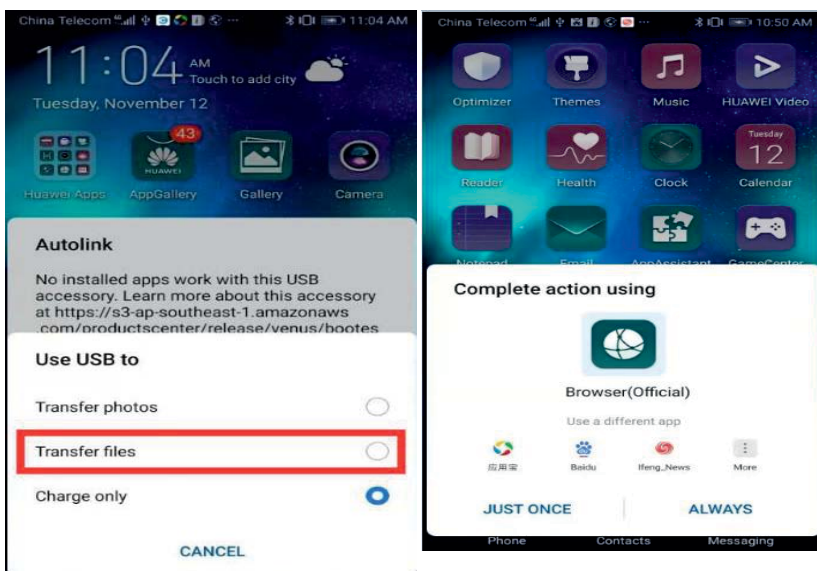 China Telecom 11:04 AM
11:04 AM
Touch to add city
Tuesday, November 12
43
HUAWEI
Huawei Apps AppGallery Gallery Camera
Autolink
No installed apps work with this USB
accessory. Learn more about this accessory
at https://s3-ap-southeast-1.amazonaws
.com/productscenter/release/venus/bootes
Use USB to
Transfer photos
Transfer files
Charge only
CANCEL
China Telecom 10:50 AM
Optimizer Themes Music HUAWEI Video
Tuesday
12
Reader Health Clock Calendar
Notepad Email AppAssistant GameCenter
Complete action using
Browser(Official)
Use a different app
应用宝 Baidu Ifeng_News More
JUST ONCE ALWAYS
Phone Contacts Messaging